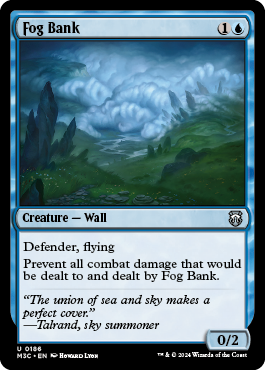 Fog Bank 1
Creature — Wall
Defender, flying
Prevent all combat damage that would
be dealt to and dealt by Fog Bank.
“The union of sea and sky makes a
perfect cover.”
—Talrand, sky summoner
0/2
U 0186
M3C • EN Howard Lyon
™ & © 2024 Wizards of the Coast